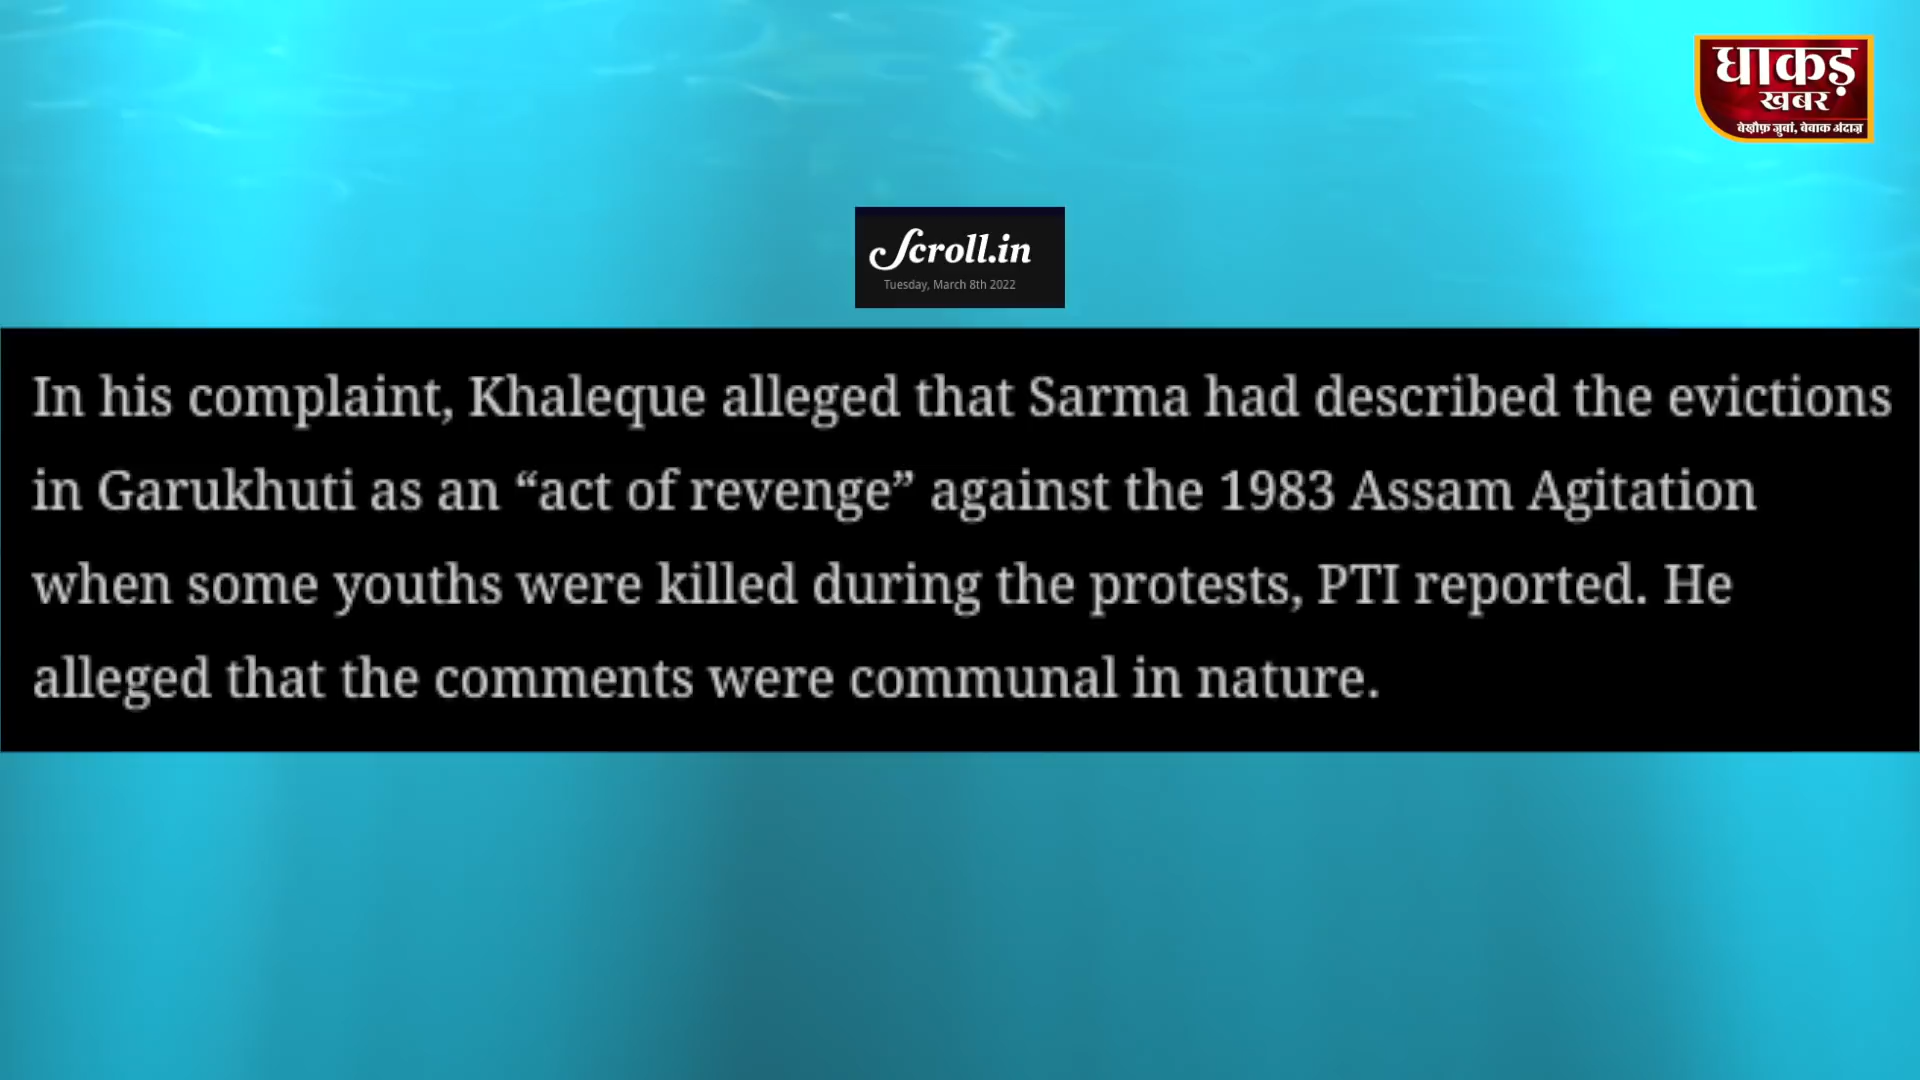 धाकड़
खबर
बेख़ौफ़ जुबां, बेबाक अंदाज़
Scroll.in
Tuesday, March 8th 2022
In his complaint, Khaleque alleged that Sarma had described the evictions
in Garukhuti as an “act of revenge” against the 1983 Assam Agitation
when some youths were killed during the protests, PTI reported. He
alleged that the comments were communal in nature.